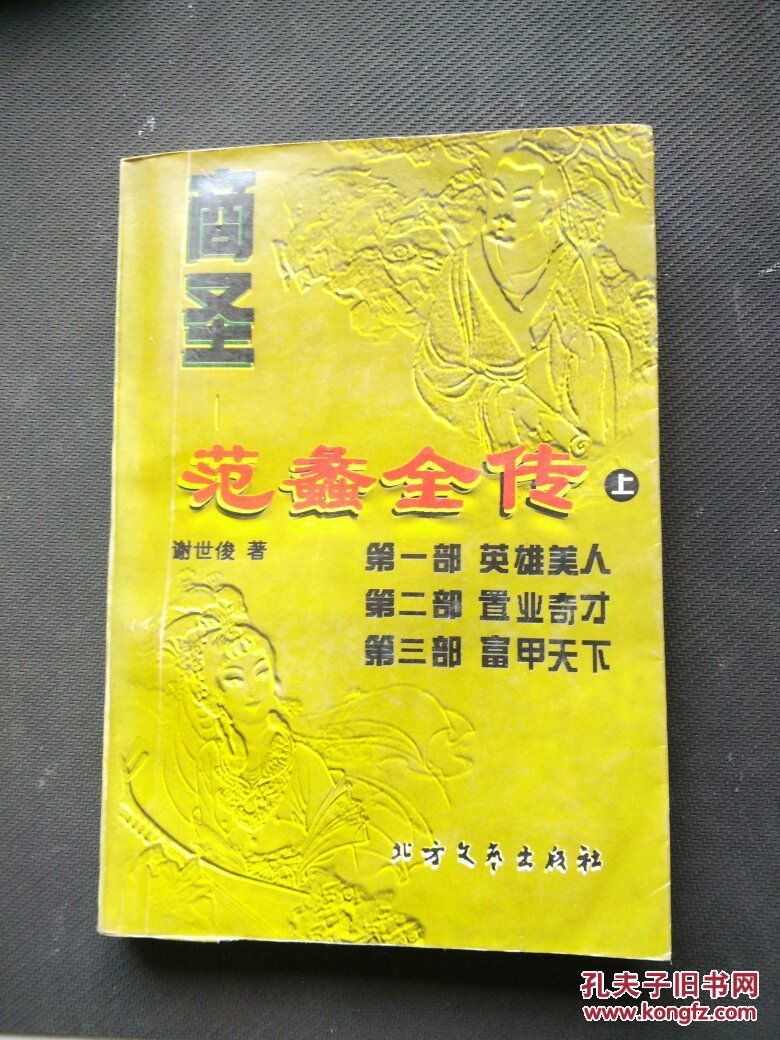 商圣
范蠡全传 上
谢世俊 著
第一部 英雄美人
第二部 置业奇才
第三部 富甲天下
北方文艺出版社
孔夫子旧书网
www.kongfz.com